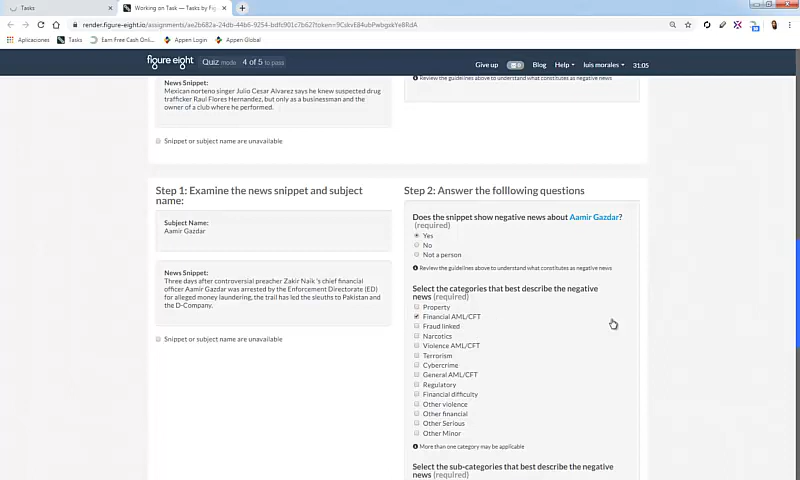 Tasks
Working on Task — Tasks by Fig
render.figure-eight.io/assignments/
Aplicaciones
Tasks
Earn Free Cash Onli...
Appen Login
Appen Global
figure eight
Quiz mode
4 of 5 to pass
Give up
Blog
Help
luis morales
31:05
News Snippet:
Mexican norteno singer Julio Cesar Alvarez says he knew suspected drug
trafficker Raul Flores Hernandez, but only as a businessman and the
owner of a club where he performed.
Review the guidelines above to understand what constitutes as negative news
Snippet or subject name are unavailable
Step 1: Examine the news snippet and subject
name:
Subject Name:
Aamir Gazdar
News Snippet:
Three days after controversial preacher Zakir Naik 's chief financial
officer Aamir Gazdar was arrested by the Enforcement Directorate (ED)
for alleged money laundering, the trail has led the sleuths to Pakistan and
the D-Company.
Snippet or subject name are unavailable
Step 2: Answer the folllowing questions
Does the snippet show negative news about Aamir Gazdar?
(required)
Yes
No
Not a person
Review the guidelines above to understand what constitutes as negative news
Select the categories that best describe the negative
news (required)
Property
Financial AML/CFT
Fraud linked
Narcotics
Violence AML/CFT
Terrorism
Cybercrime
General AML/CFT
Regulatory
Financial difficulty
Other violence
Other financial
Other Serious
Other Minor
More than one category may be applicable
Select the sub-categories that best describe the negative
news (required)